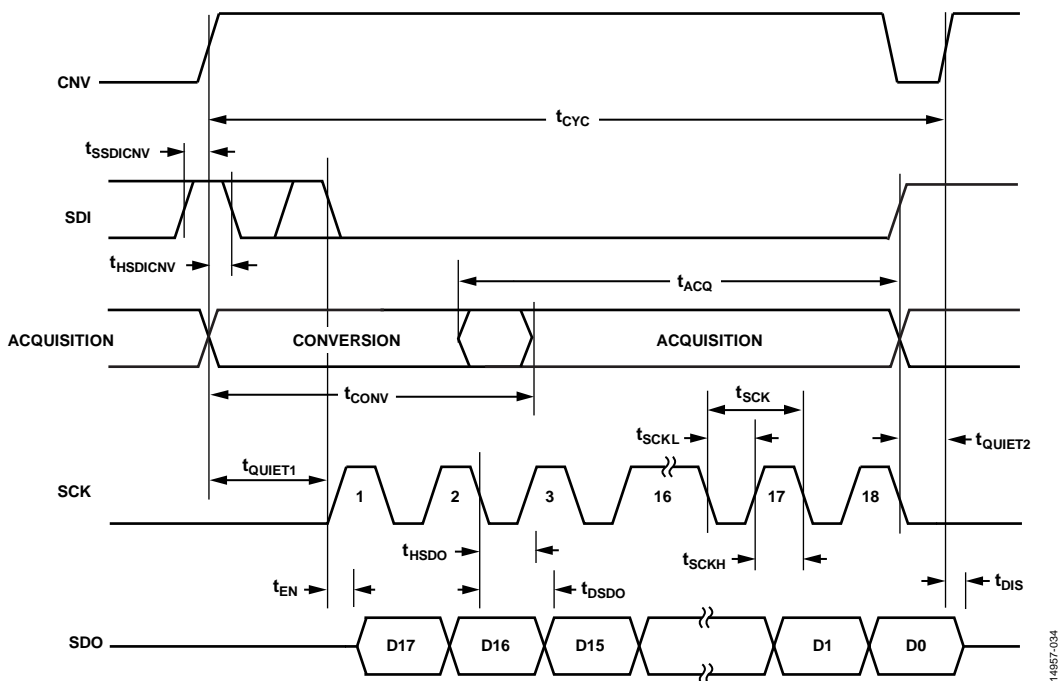 CNV
tCYC
tSSDICNV
SDI
tHSDICNV
tACQ
ACQUISITION
CONVERSION
ACQUISITION
tCONV
tSCK
tSCKL
tQUIET2
tQUIET1
SCK
1
2
3
16
17
18
tHSDO
tSCKH
tEN
tDSDO
tDIS
SDO
D17
D16
D15
D1
D0
14957-034